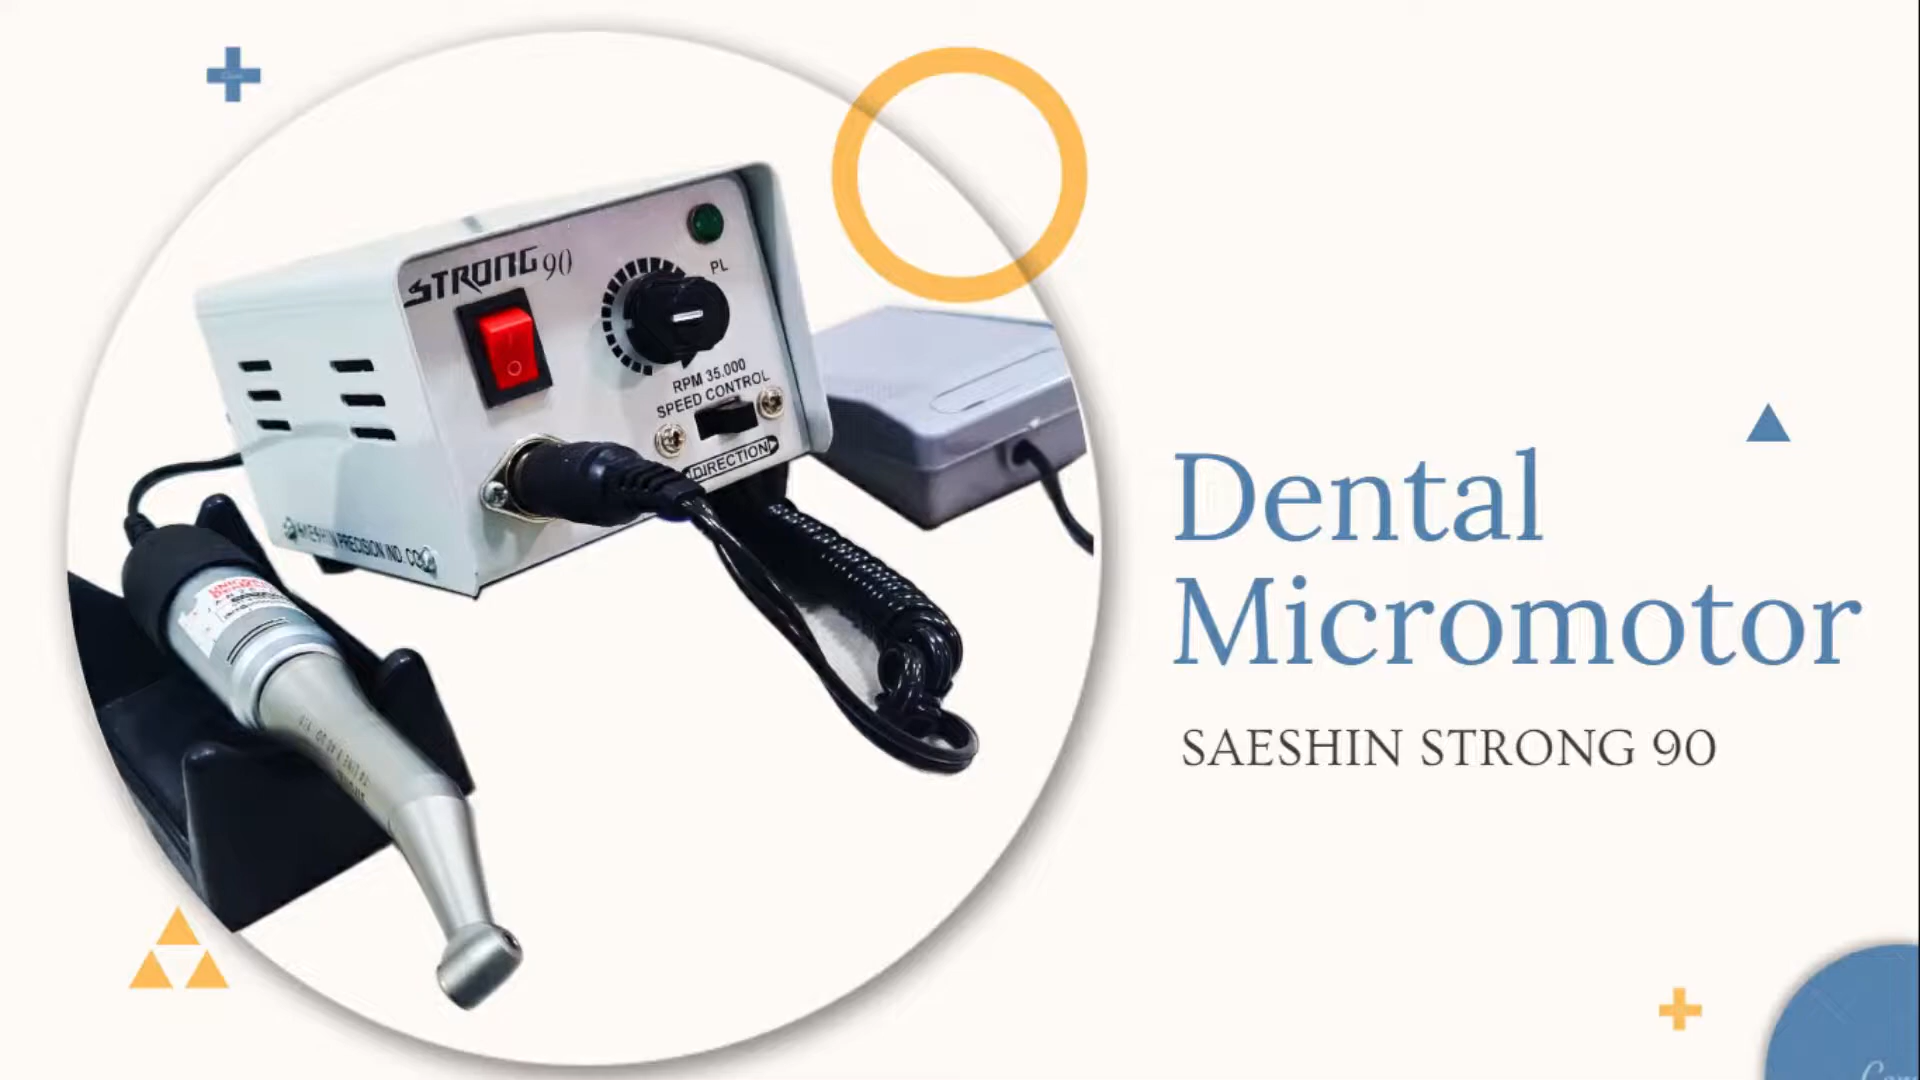 STRONG 90
PL
RPM 35.000
SPEED CONTROL
DIRECTION
PRECISION IND. CO
Dental
Micromotor
SAESHIN STRONG 90